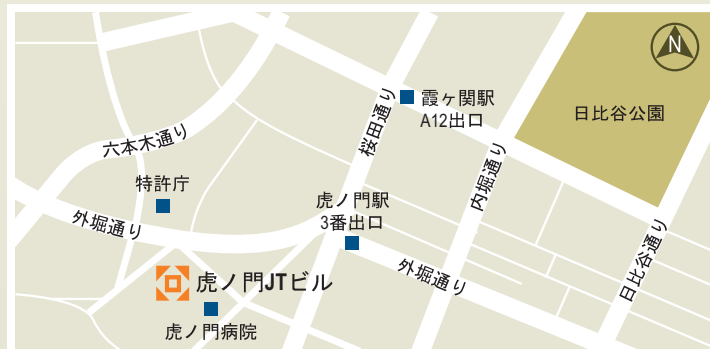 N
霞ヶ関駅
A12出口
日比谷公園
桜田通り
六本木通り
内堀通り
特許庁
虎ノ門駅
3番出口
外堀通り
日比谷通り
外堀通り
虎ノ門JTビル
虎ノ門病院